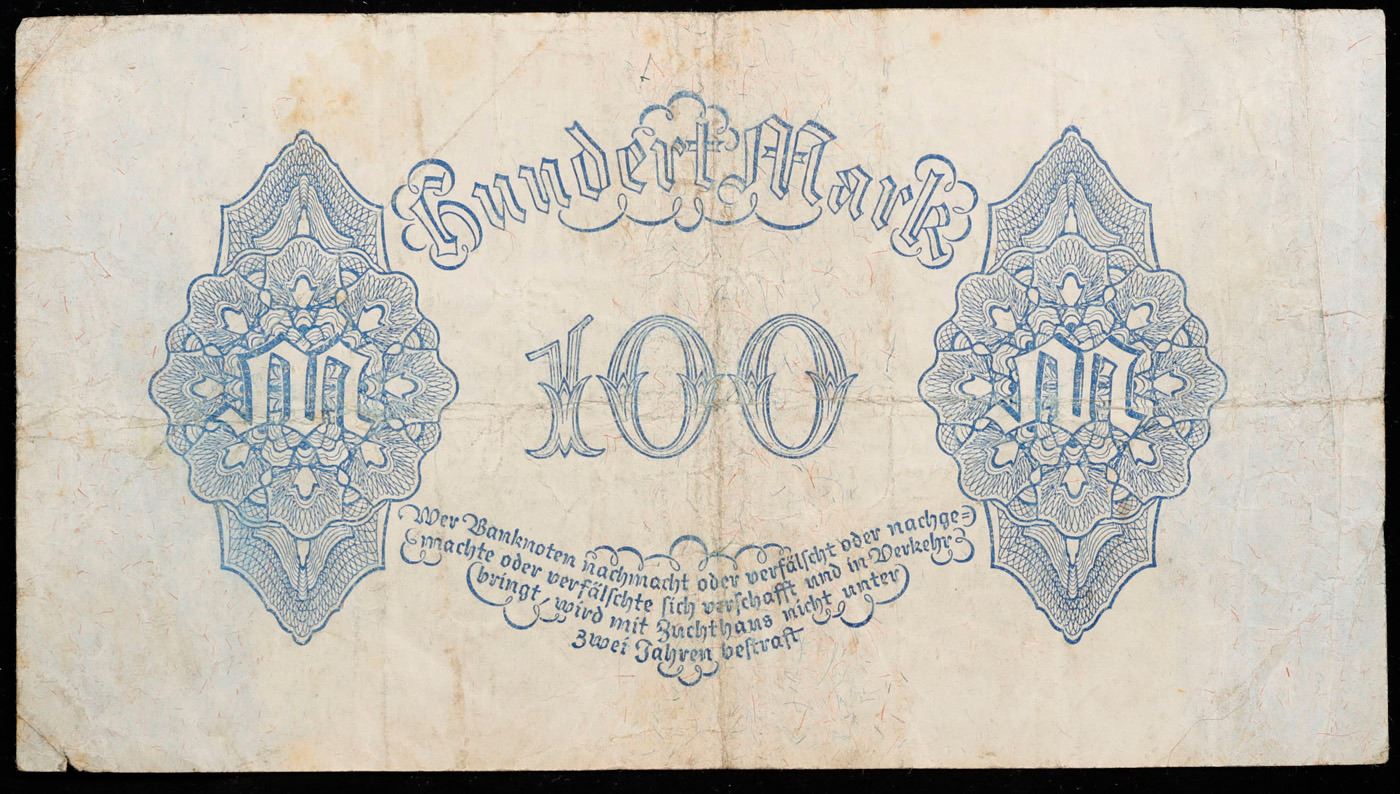 Hundert Mark
M
100
M
Wer Banknoten nachmacht oder verfälscht oder nachge=
machte oder verfälschte sich verschafft und in Verkehr
bringt, wird mit Zuchthaus nicht unter
zwei Jahren bestraft